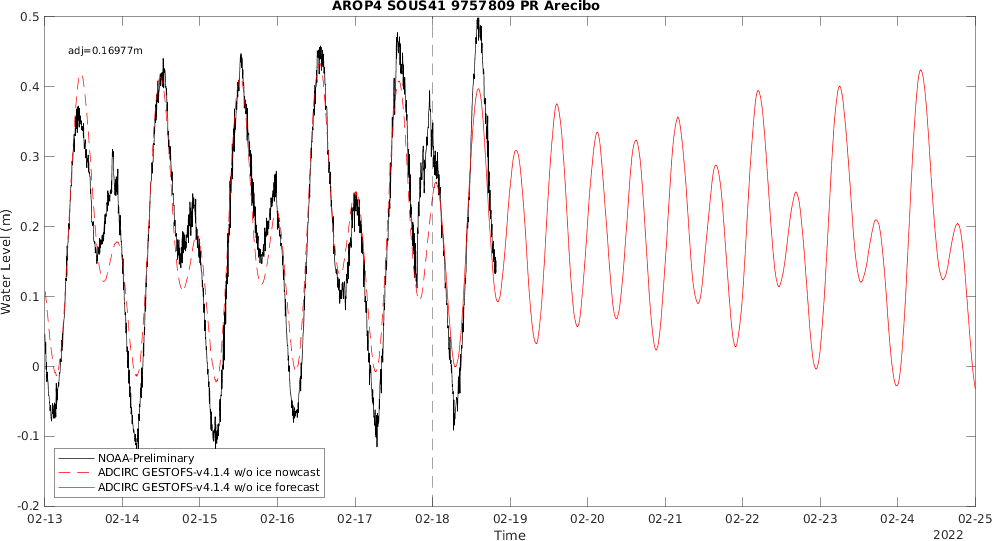 AROP4 SOUS41 9757809 PR Arecibo
adj=0.16977m
0.5
0.4
0.3
0.2
0.1
0
-0.1
-0.2
Water Level (m)
NOAA-Preliminary
ADCIRC GESTOFS-v4.1.4 w/o ice nowcast
ADCIRC GESTOFS-v4.1.4 w/o ice forecast
02-13 02-14 02-15 02-16 02-17 02-18 02-19 02-20 02-21 02-22 02-23 02-24 02-25
Time
2022